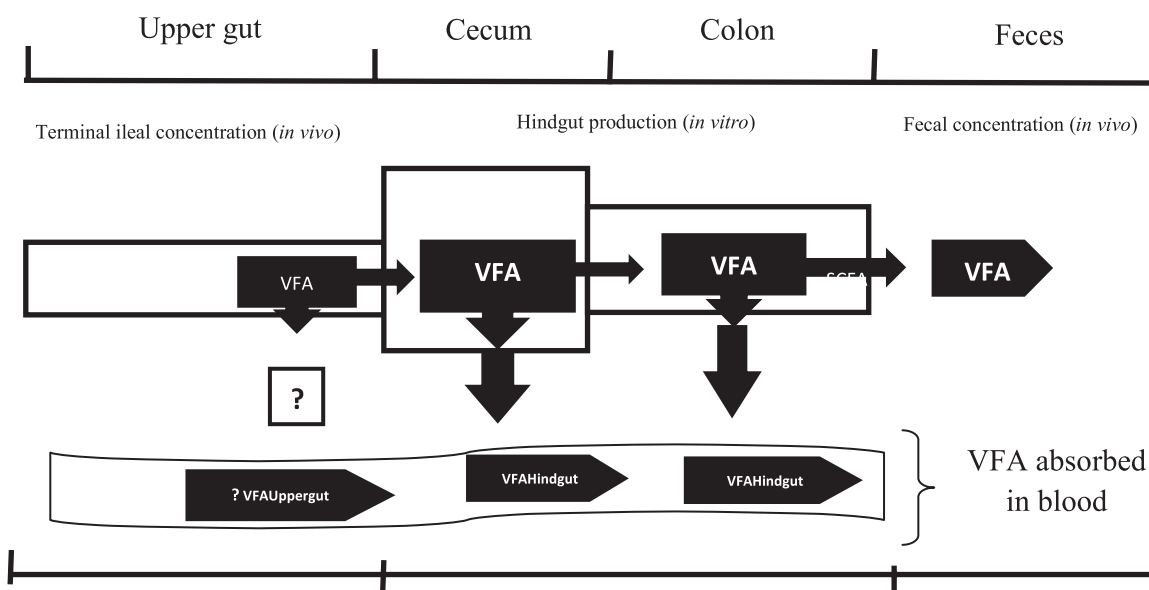 Upper gut
Cecum
Colon
Feces
Terminal ileal concentration (in vivo)
Hindgut production (in vitro)
Fecal concentration (in vivo)
VFA
VFA
VFA
SCFA
VFA
?
? VFAUppergut
VFAHindgut
VFAHindgut
VFA absorbed
in blood